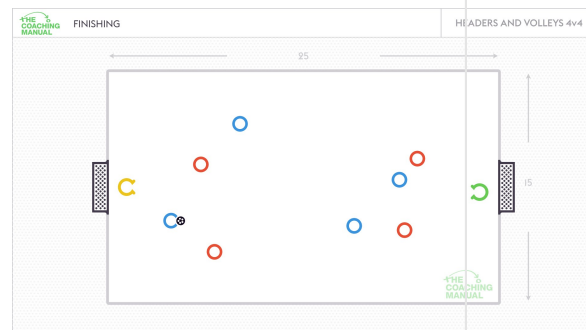 THE
COACHING
MANUAL
FINISHING
HEADERS AND VOLLEYS 4v4
25
15
THE
COACHING
MANUAL